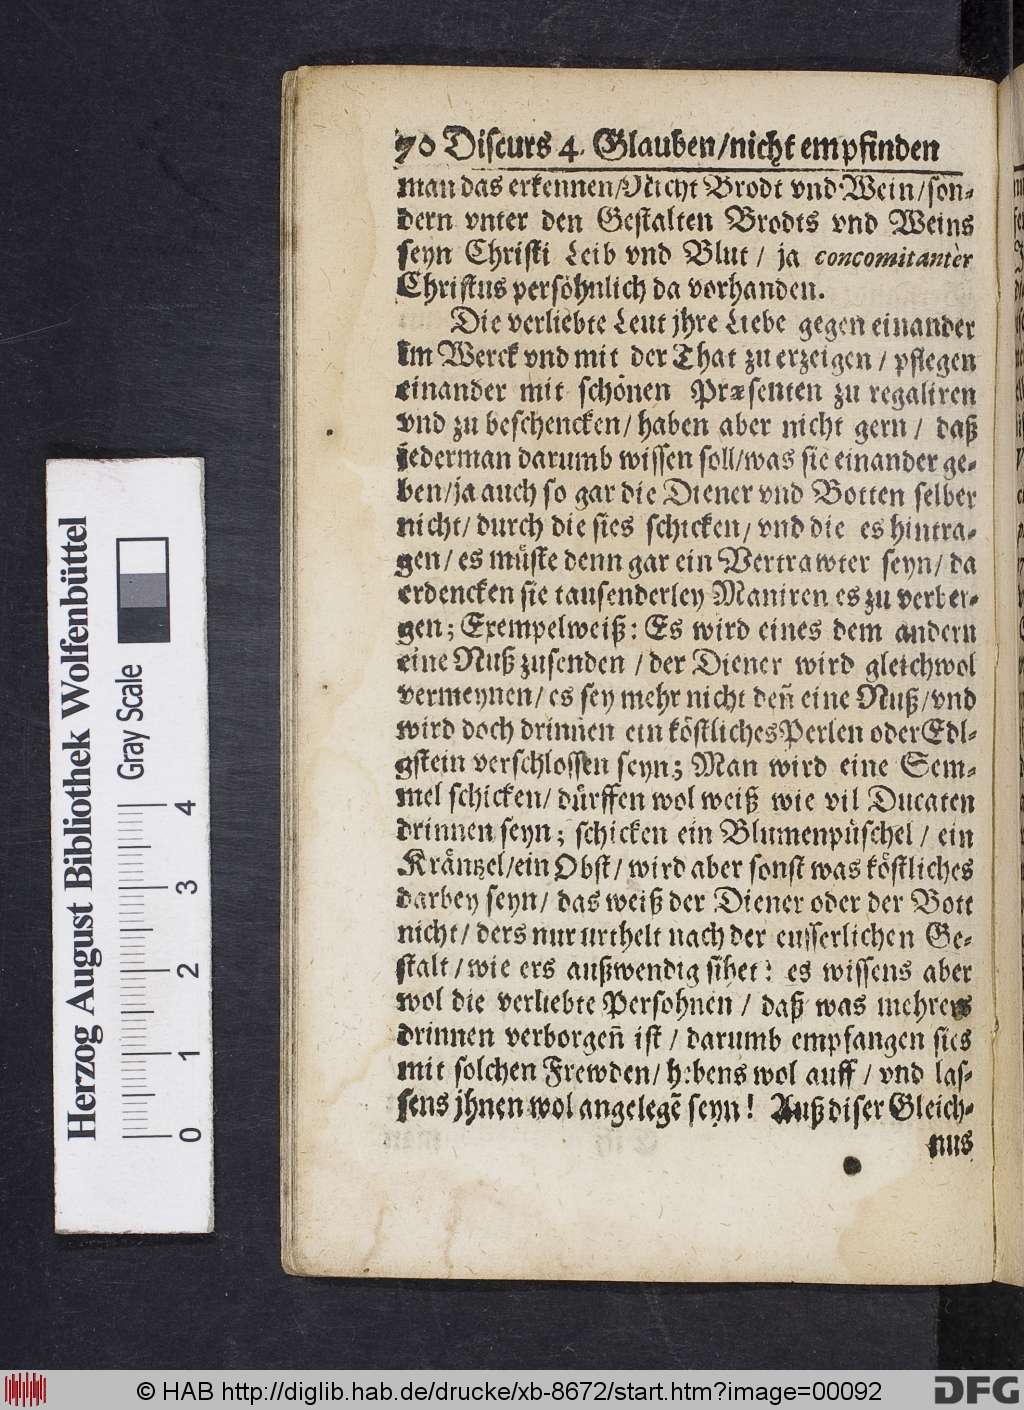 70 Discurs 4. Glauben/nicht empfinden
man das erkennen/Nicht Brodt vnd Wein/son-
dern vnter den Gestalten Brodts vnd Weins
seyn Christi Leib vnd Blut / ja concomitantèr
Christus persöhnlich da vorhanden.
Die verliebte Leut jhre Liebe gegen einander
im Werck vnd mit der That zu erzeigen / pflegen
einander mit schönen Præsenten zu regaliren
vnd zu beschencken/ haben aber nicht gern / daß
jederman darumb wissen soll/was sie einander ge-
ben/ja auch so gar die Diener vnd Botten selber
nicht/ durch die sies schicken/ vnd die es hintra-
gen/ es müste denn gar ein Vertrawter seyn/ da
erdencken sie tausenderley Maniren es zu verber-
gen; Exempelweiß: Es wird eines dem andern
eine Nuß zusenden / der Diener wird gleichwol
vermeynen/ es sey mehr nicht deñ eine Nuß/vnd
wird doch drinnen ein köstliches Perlen oder Edl-
gstein verschlossen seyn; Man wird eine Sem-
mel schicken/ dürffen wol weiß wie vil Ducaten
drinnen seyn; schicken ein Blumenpüschel / ein
Kräntzel/ein Obst/ wird aber sonst was köstliches
darbey seyn/ das weiß der Diener oder der Bott
nicht/ ders nur urthelt nach der eusserlichen Ge-
stalt / wie ers außwendig sihet: es wissens aber
wol die verliebte Persohnen / daß was mehrers
drinnen verborgeñ ist / darumb empfangen sies
mit solchen Frewden/ hebens wol auff / vnd las-
sens jhnen wol angelegẽ seyn! Auß diser Gleich-
nus
Herzog August Bibliothek Wolfenbüttel
Gray Scale
0 1 2 3 4
© HAB http://diglib.hab.de/drucke/xb-8672/start.htm?image=00092
DFG